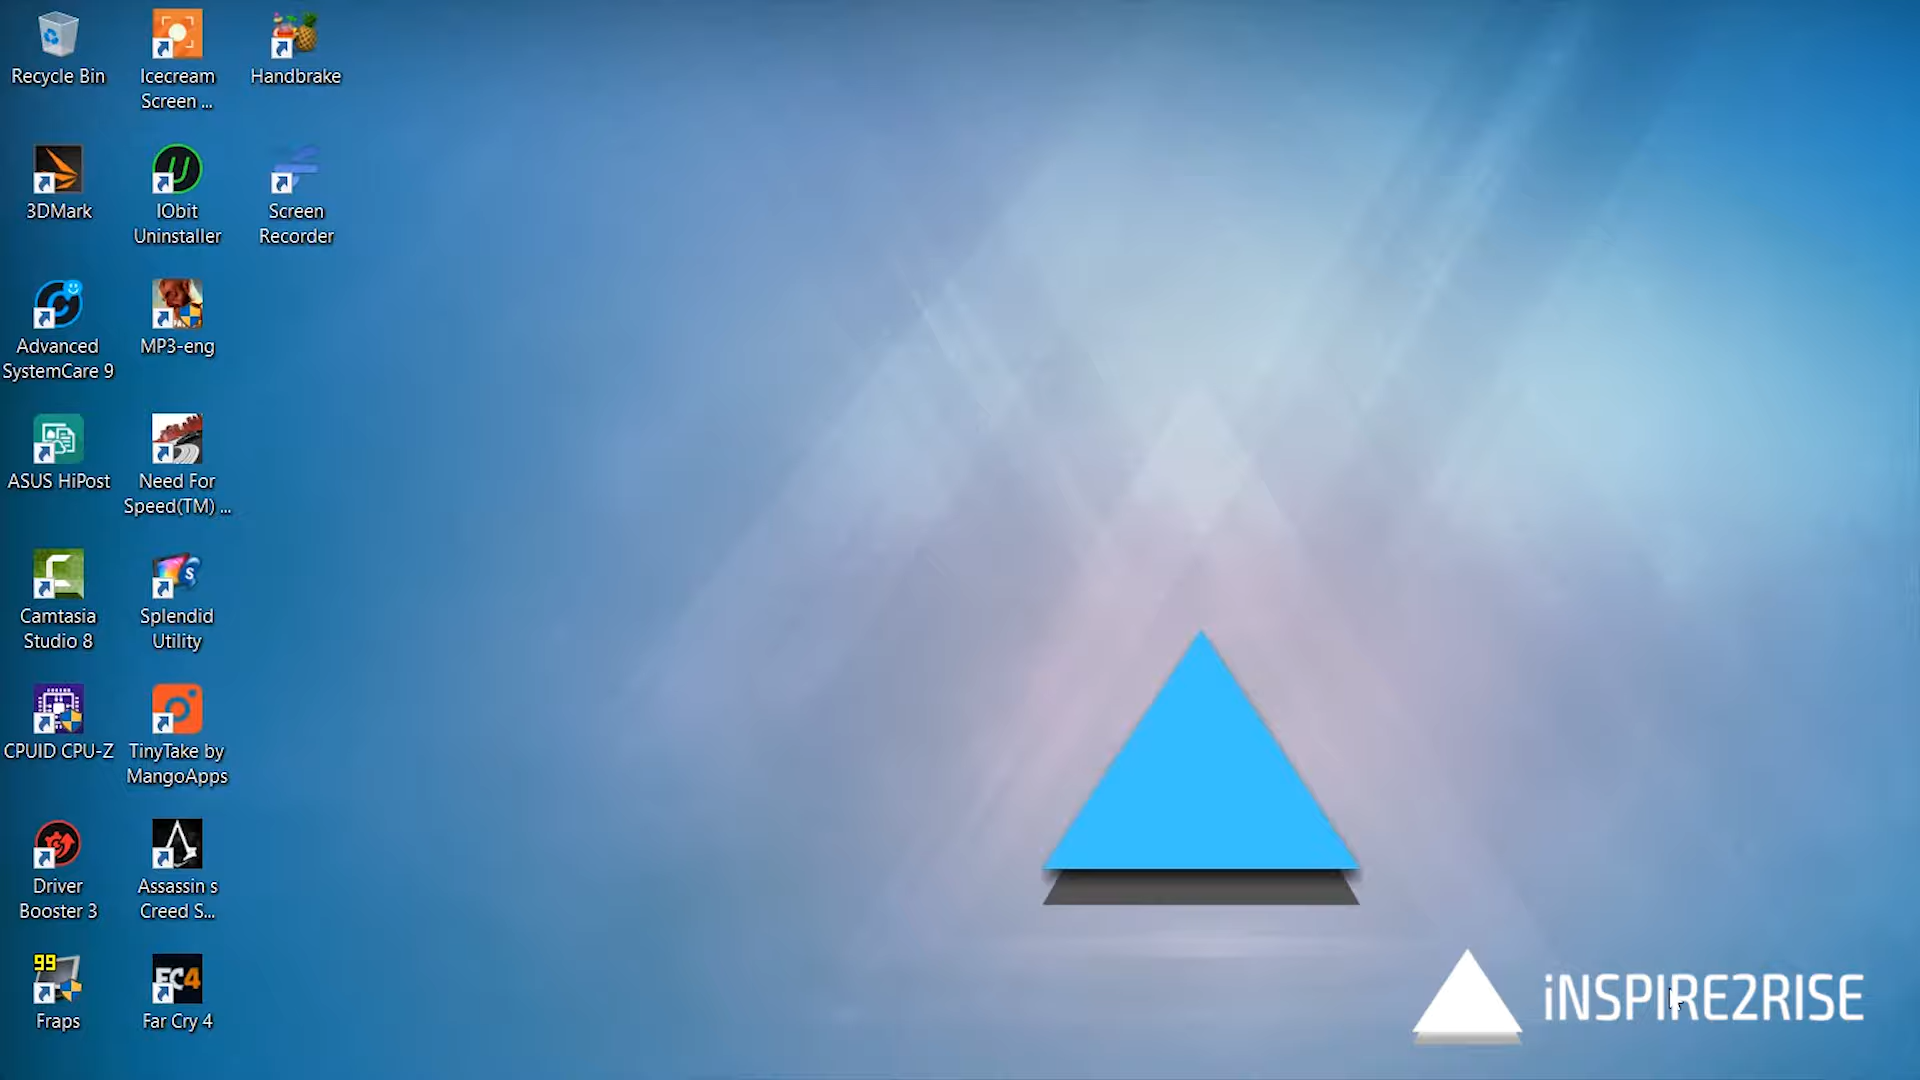 Recycle Bin
Icecream
Screen ...
Handbrake
3DMark
IObit
Uninstaller
Screen
Recorder
Advanced
SystemCare 9
MP3-eng
ASUS HiPost
Need For
Speed(TM) ...
Camtasia
Studio 8
S
Splendid
Utility
CPUID CPU-Z
TinyTake by
MangoApps
Driver
Booster 3
Assassin s
Creed S...
99
Fraps
FC4
Far Cry 4
iNSPIRE2RISE